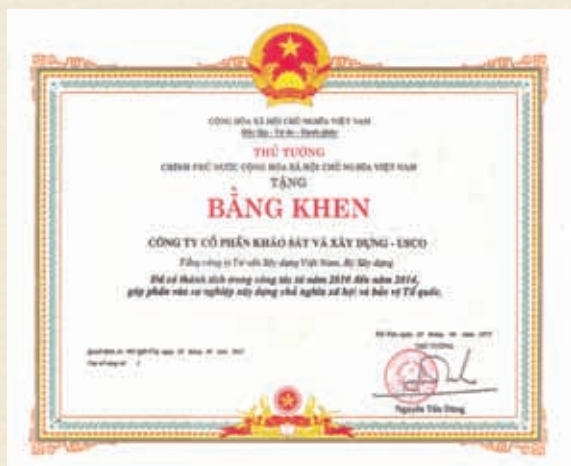 CỘNG HÒA XÃ HỘI CHỦ NGHĨA VIỆT NAM
Độc lập - Tự do - Hạnh phúc
THỦ TƯỚNG
CHÍNH PHỦ NƯỚC CỘNG HÒA XÃ HỘI CHỦ NGHĨA VIỆT NAM
TẶNG
BẰNG KHEN
CÔNG TY CỔ PHẦN KHẢO SÁT VÀ XÂY DỰNG - USCO
Tổng công ty Tư vấn Xây dựng Việt Nam, Bộ Xây dựng
Đã có thành tích trong công tác từ năm 2010 đến năm 2014,
góp phần vào sự nghiệp xây dựng chủ nghĩa xã hội và bảo vệ Tổ quốc.
THỦ TƯỚNG
Nguyễn Tấn Dũng